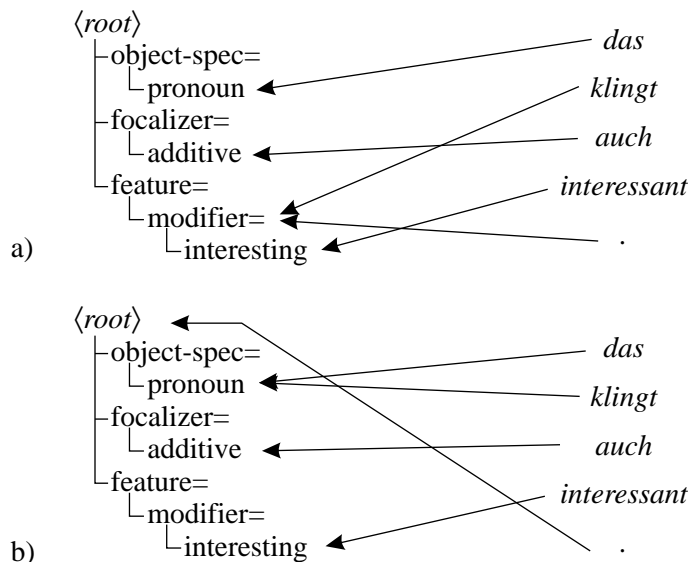 ⟨root⟩
object-spec=
das
pronoun
klingt
focalizer=
auch
additive
feature=
interessant
modifier=
.
interesting
a)
⟨root⟩
object-spec=
das
pronoun
klingt
focalizer=
auch
additive
feature=
interessant
modifier=
.
interesting
b)